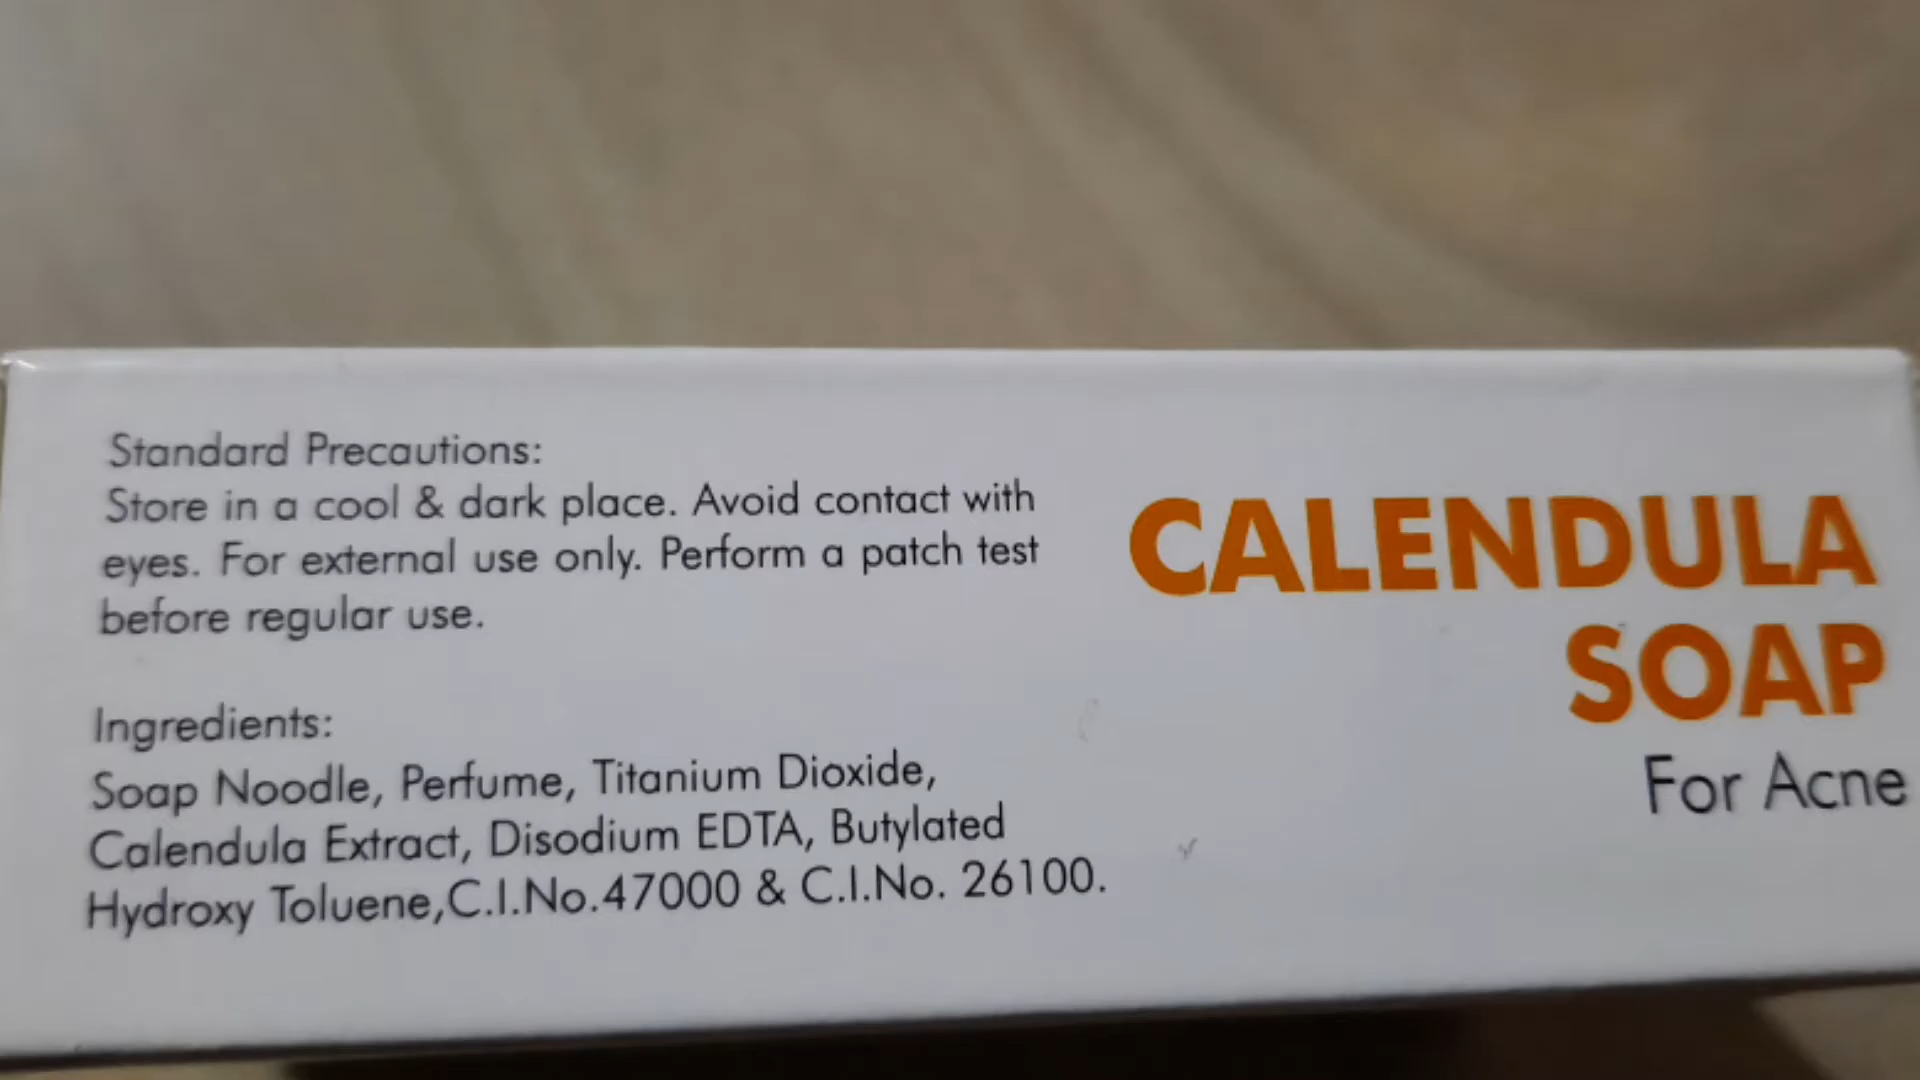 Standard Precautions:
Store in a cool & dark place. Avoid contact with
eyes. For external use only. Perform a patch test
before regular use.
Ingredients:
Soap Noodle, Perfume, Titanium Dioxide,
Calendula Extract, Disodium EDTA, Butylated
Hydroxy Toluene,C.I.No.47000 & C.I.No. 26100.
CALENDULA
SOAP
For Acne